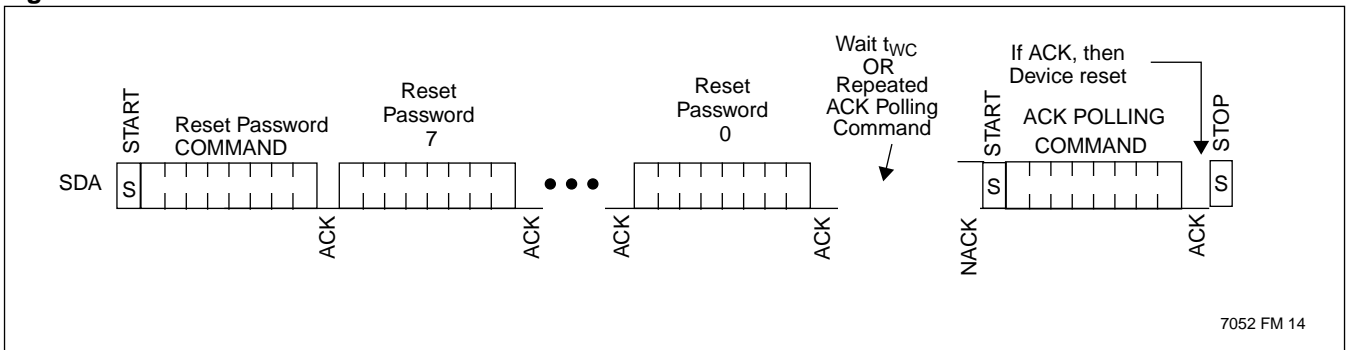 START
Reset Password
COMMAND
Reset
Password
7
Reset
Password
0
Wait tWC
OR
Repeated
ACK Polling
Command
START
If ACK, then
Device reset
ACK POLLING
COMMAND
STOP
SDA
S
S
S
ACK
ACK
ACK
ACK
NACK
ACK
7052 FM 14